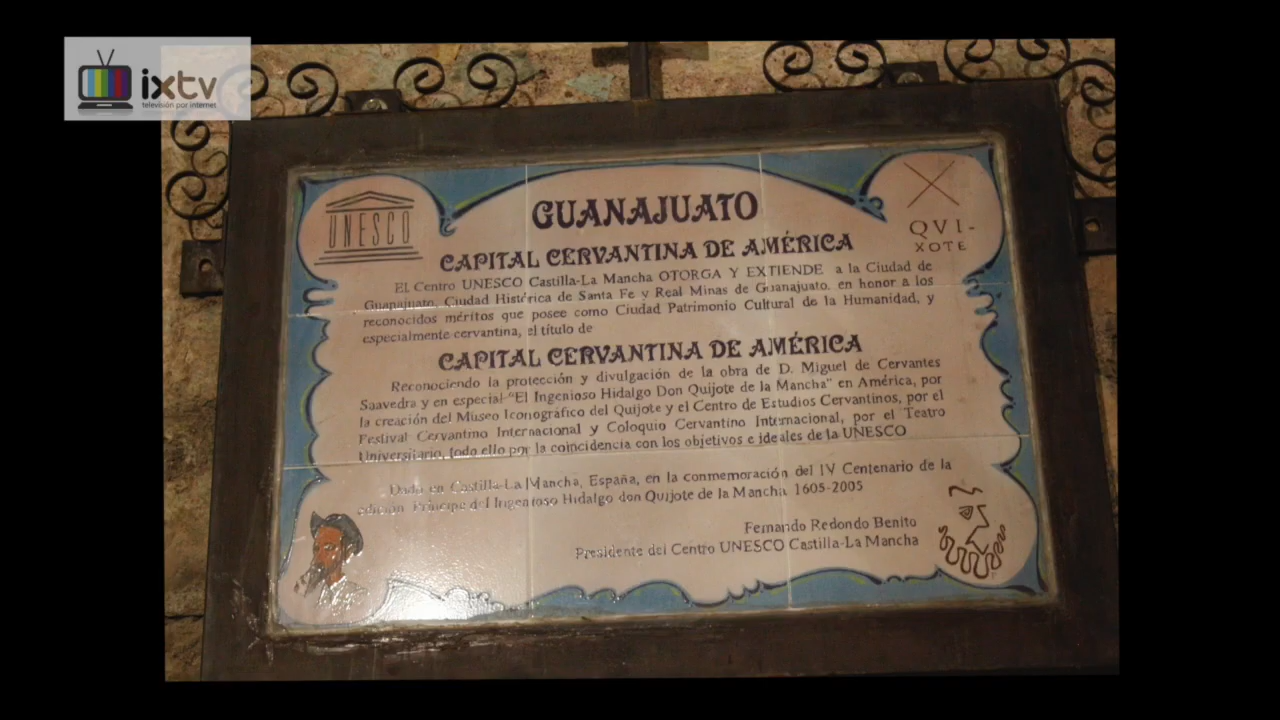 ixtv
televisión por internet
UNESCO
GUANAJUATO
QVI-
XOTE
CAPITAL CERVANTINA DE AMÉRICA
EL Centro UNESCO Castilla-La Mancha OTORGA Y EXTIENDE a la Ciudad de
Guanajuato, Ciudad Histórica de Santa Fe y Real Minas de Guanajuato, en honor a los
reconocidos méritos que posee como Ciudad Patrimonio Cultural de la Humanidad, y
especialmente cervantina, el título de
CAPITAL CERVANTINA DE AMÉRICA
Reconociendo la protección y divulgación de la obra de D. Miguel de Cervantes
Saavedra y en especial "El Ingenioso Hidalgo Don Quijote de la Mancha" en América, por
la creación del Museo Iconográfico del Quijote y el Centro de Estudios Cervantinos, por el
Festival Cervantino Internacional y Coloquio Cervantino Internacional, por el Teatro
Universitario, todo ello por la coincidencia con los objetivos e ideales de la UNESCO
Dado en Castilla-La Mancha, España, en la conmemoración del IV Centenario de la
edición Príncipe del Ingenioso Hidalgo don Quijote de la Mancha 1605-2005
Fernando Redondo Benito
Presidente del Centro UNESCO Castilla-La Mancha